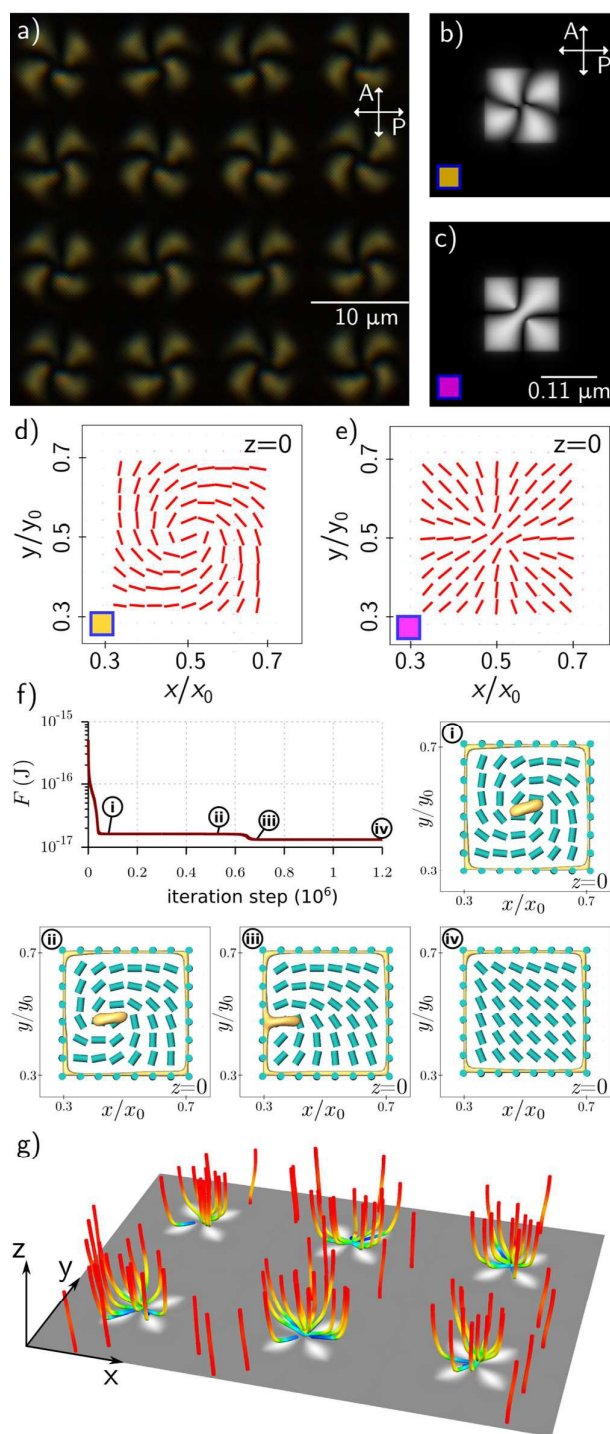 a)
A
P
10 μm
b)
A
P
c)
0.11 μm
d)
z=0
y/y0
0.7
0.5
0.3
0.3 0.5 0.7
x/x0
e)
z=0
y/y0
0.7
0.5
0.3
0.3 0.5 0.7
x/x0
f)
F (J)
10-15
10-16
10-17
i
ii
iii
iv
0 0.2 0.4 0.6 0.8 1.0 1.2
iteration step (10⁶)
i
y/y0
0.7
0.3
z=0
0.3 0.7
x/x0
ii
y/y0
0.7
0.3
z=0
0.3 0.7
x/x0
iii
y/y0
0.7
0.3
z=0
0.3 0.7
x/x0
iv
y/y0
0.7
0.3
z=0
0.3 0.7
x/x0
g)
z
y
x